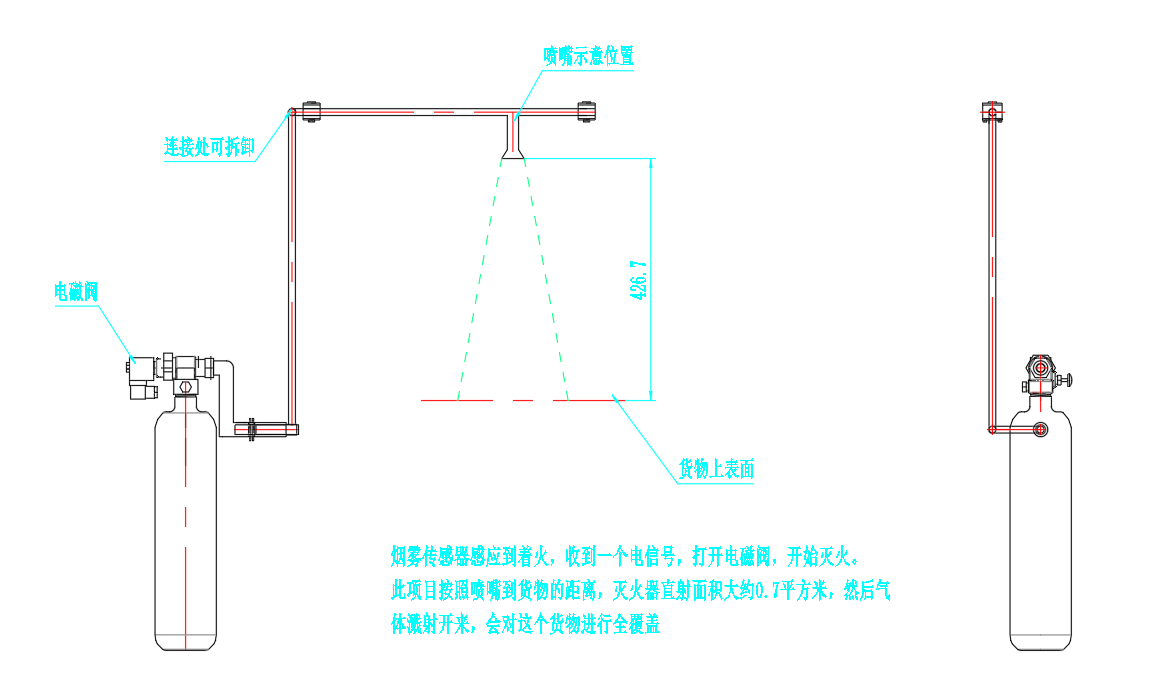 喷嘴示意位置
连接处可拆卸
426.7
电磁阀
货物上表面
烟雾传感器感应到着火，收到一个电信号，打开电磁阀，开始灭火。
此项目按照喷嘴到货物的距离，灭火器直射面积大约0.7平方米，然后气
体溅射开来，会对这个货物进行全覆盖